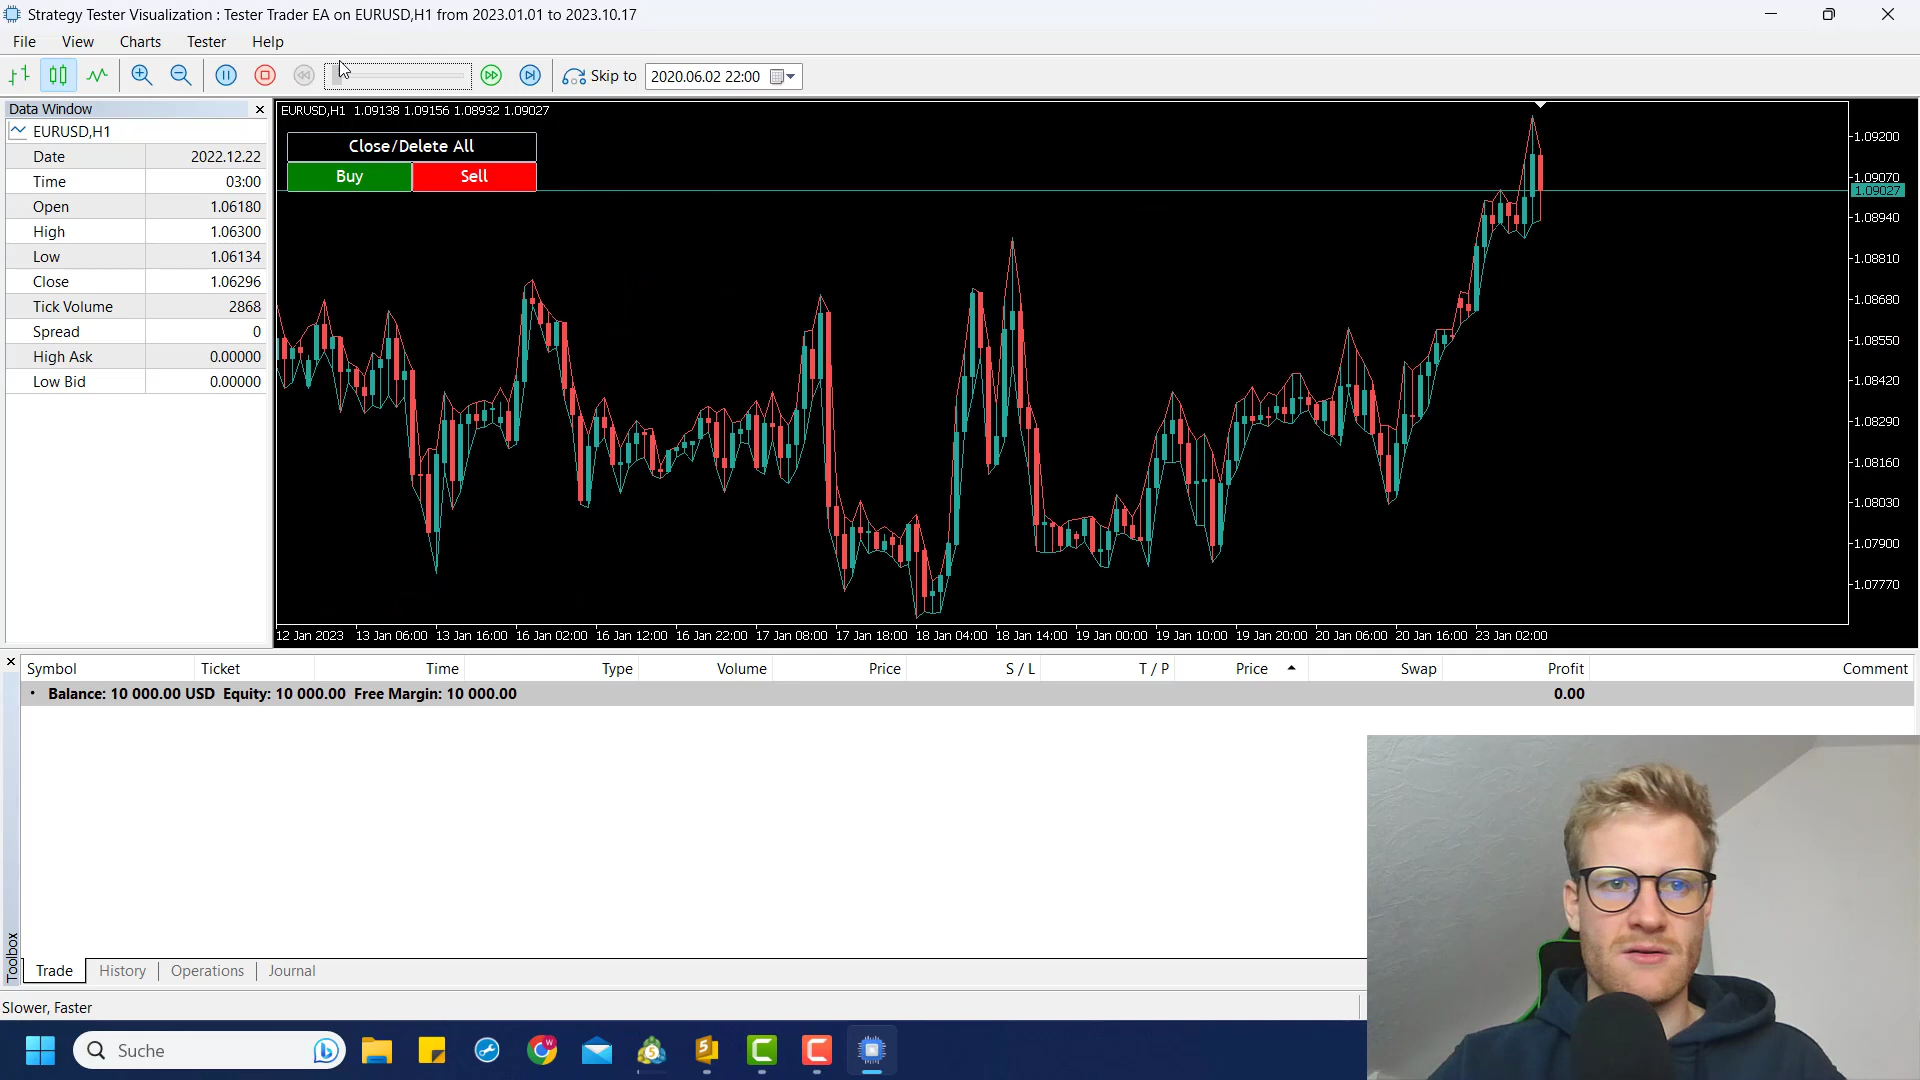 Strategy Tester Visualization : Tester Trader EA on EURUSD,H1 from 2023.01.01 to 2023.10.17
File View Charts Tester Help
Skip to 2020.06.02 22:00
Data Window
EURUSD,H1
Date 2022.12.22
Time 03:00
Open 1.06180
High 1.06300
Low 1.06134
Close 1.06296
Tick Volume 2868
Spread 0
High Ask 0.00000
Low Bid 0.00000
EURUSD,H1 1.09138 1.09156 1.08932 1.09027
Close/Delete All
Buy Sell
1.09200
1.09070
1.09027
1.08940
1.08810
1.08680
1.08550
1.08420
1.08290
1.08160
1.08030
1.07900
1.07770
12 Jan 2023 13 Jan 06:00 13 Jan 16:00 16 Jan 02:00 16 Jan 12:00 16 Jan 22:00 17 Jan 08:00 17 Jan 18:00 18 Jan 04:00 18 Jan 14:00 19 Jan 00:00 19 Jan 10:00 19 Jan 20:00 20 Jan 06:00 20 Jan 16:00 23 Jan 02:00
Symbol Ticket Time Type Volume Price S / L T / P Price Swap Profit Comment
Balance: 10 000.00 USD Equity: 10 000.00 Free Margin: 10 000.00 0.00
Toolbox
Trade History Operations Journal
Slower, Faster
Suche